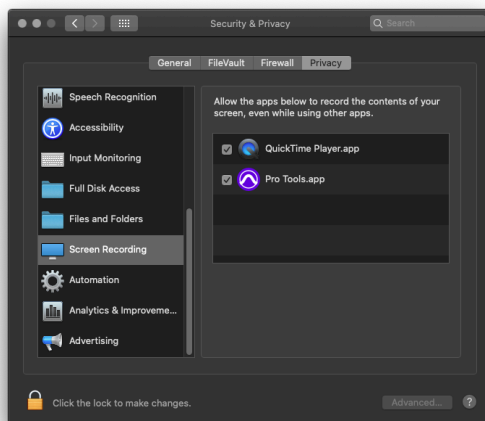 Security & Privacy
Search
General
FileVault
Firewall
Privacy
Speech Recognition
Accessibility
Input Monitoring
Full Disk Access
Files and Folders
Screen Recording
Automation
Analytics & Improveme...
Advertising
Allow the apps below to record the contents of your
screen, even while using other apps.
QuickTime Player.app
Pro Tools.app
Click the lock to make changes.
Advanced...
?